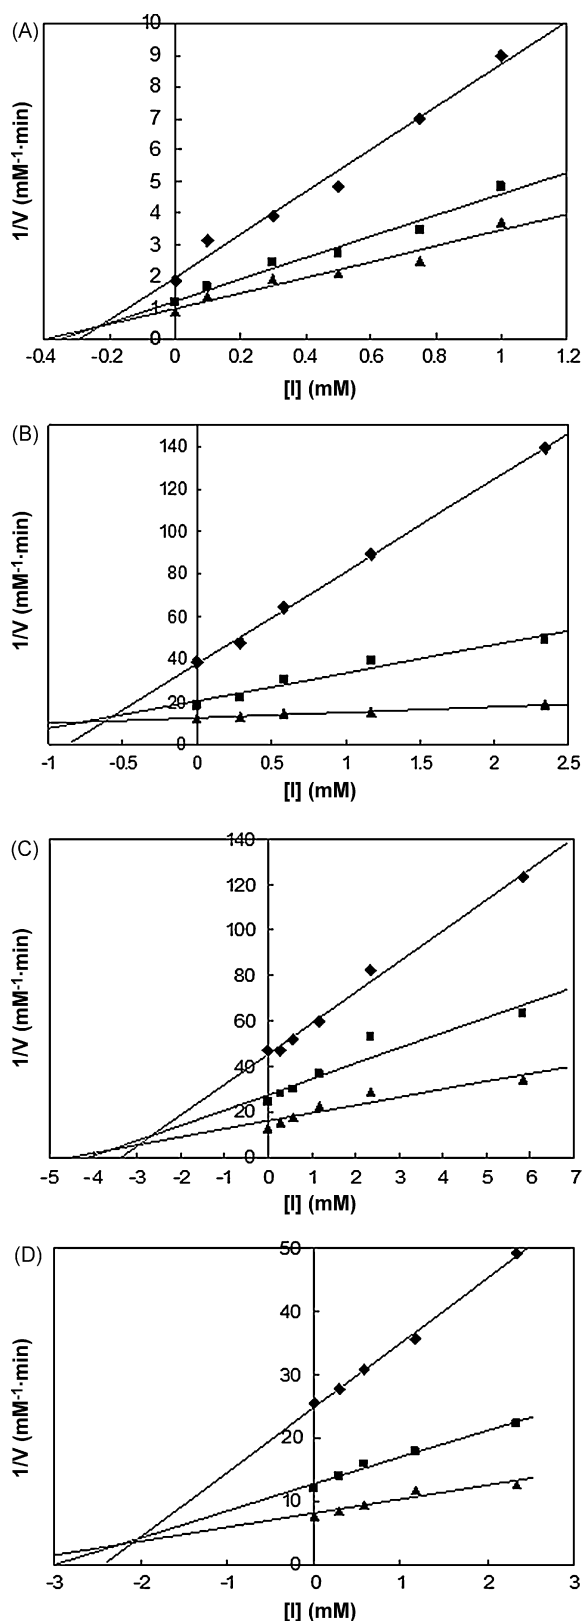 (A)
10
9
8
7
6
5
4
3
2
1
0
1/V (mM-1·min)
-0.4 -0.2 0 0.2 0.4 0.6 0.8 1 1.2
[I] (mM)
(B)
140
120
100
80
60
40
20
0
1/V (mM-1·min)
-1 -0.5 0 0.5 1 1.5 2 2.5
[I] (mM)
(C)
140
120
100
80
60
40
20
0
1/V (mM-1·min)
-5 -4 -3 -2 -1 0 1 2 3 4 5 6 7
[I] (mM)
(D)
50
40
30
20
10
0
1/V (mM-1·min)
-3 -2 -1 0 1 2 3
[I] (mM)